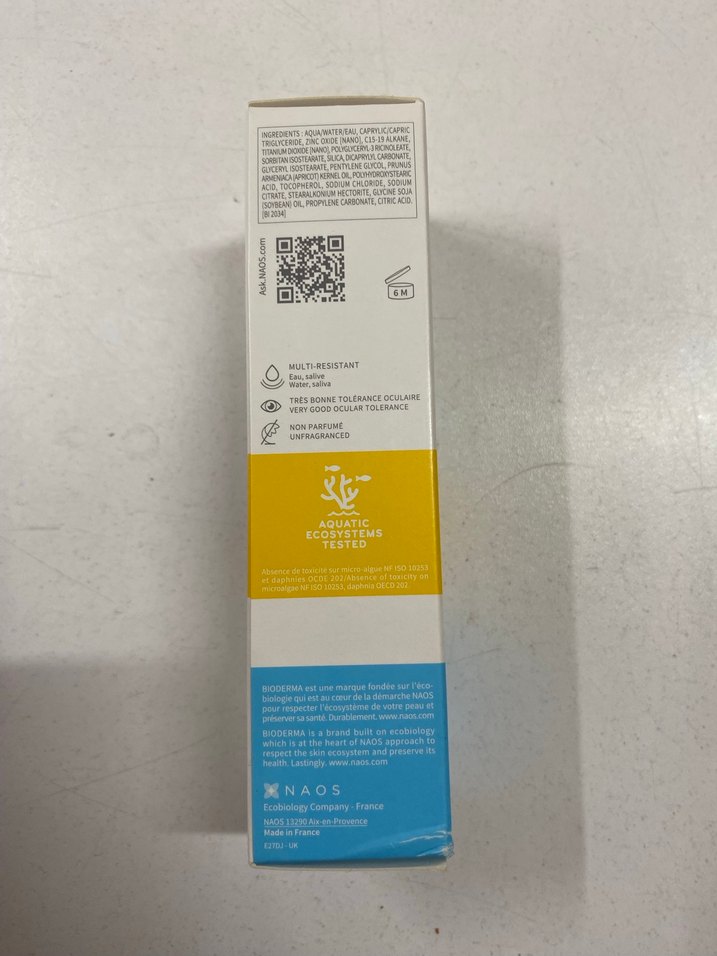 INGREDIENTS : AQUA/WATER/EAU, CAPRYLIC/CAPRIC
TRIGLYCERIDE, ZINC OXIDE [NANO], C15-19 ALKANE,
TITANIUM DIOXIDE [NANO], POLYGLYCERYL-3 RICINOLEATE,
SORBITAN ISOSTEARATE, SILICA, DICAPRYLYL CARBONATE,
GLYCERYL ISOSTEARATE, PENTYLENE GLYCOL, PRUNUS
ARMENIACA (APRICOT) KERNEL OIL, POLYHYDROXYSTEARIC
ACID, TOCOPHEROL, SODIUM CHLORIDE, SODIUM
CITRATE, STEARALKONIUM HECTORITE, GLYCINE SOJA
(SOYBEAN) OIL, PROPYLENE CARBONATE, CITRIC ACID.
[BI 2034]
Ask.NAOS.com
6 M
MULTI-RESISTANT
Eau, salive
Water, saliva
TRÈS BONNE TOLÉRANCE OCULAIRE
VERY GOOD OCULAR TOLERANCE
NON PARFUMÉ
UNFRAGRANCED
AQUATIC
ECOSYSTEMS
TESTED
Absence de toxicité sur micro-algue NF ISO 10253
et daphnies OCDE 202/Absence of toxicity on
microalgae NF ISO 10253, daphnia OECD 202.
BIODERMA est une marque fondée sur l'éco-
biologie qui est au cœur de la démarche NAOS
pour respecter l'écosystème de votre peau et
préserver sa santé. Durablement. www.naos.com
BIODERMA is a brand built on ecobiology
which is at the heart of NAOS approach to
respect the skin ecosystem and preserve its
health. Lastingly. www.naos.com
NAOS
Ecobiology Company - France
NAOS 13290 Aix-en-Provence
Made in France
E27DJ - UK